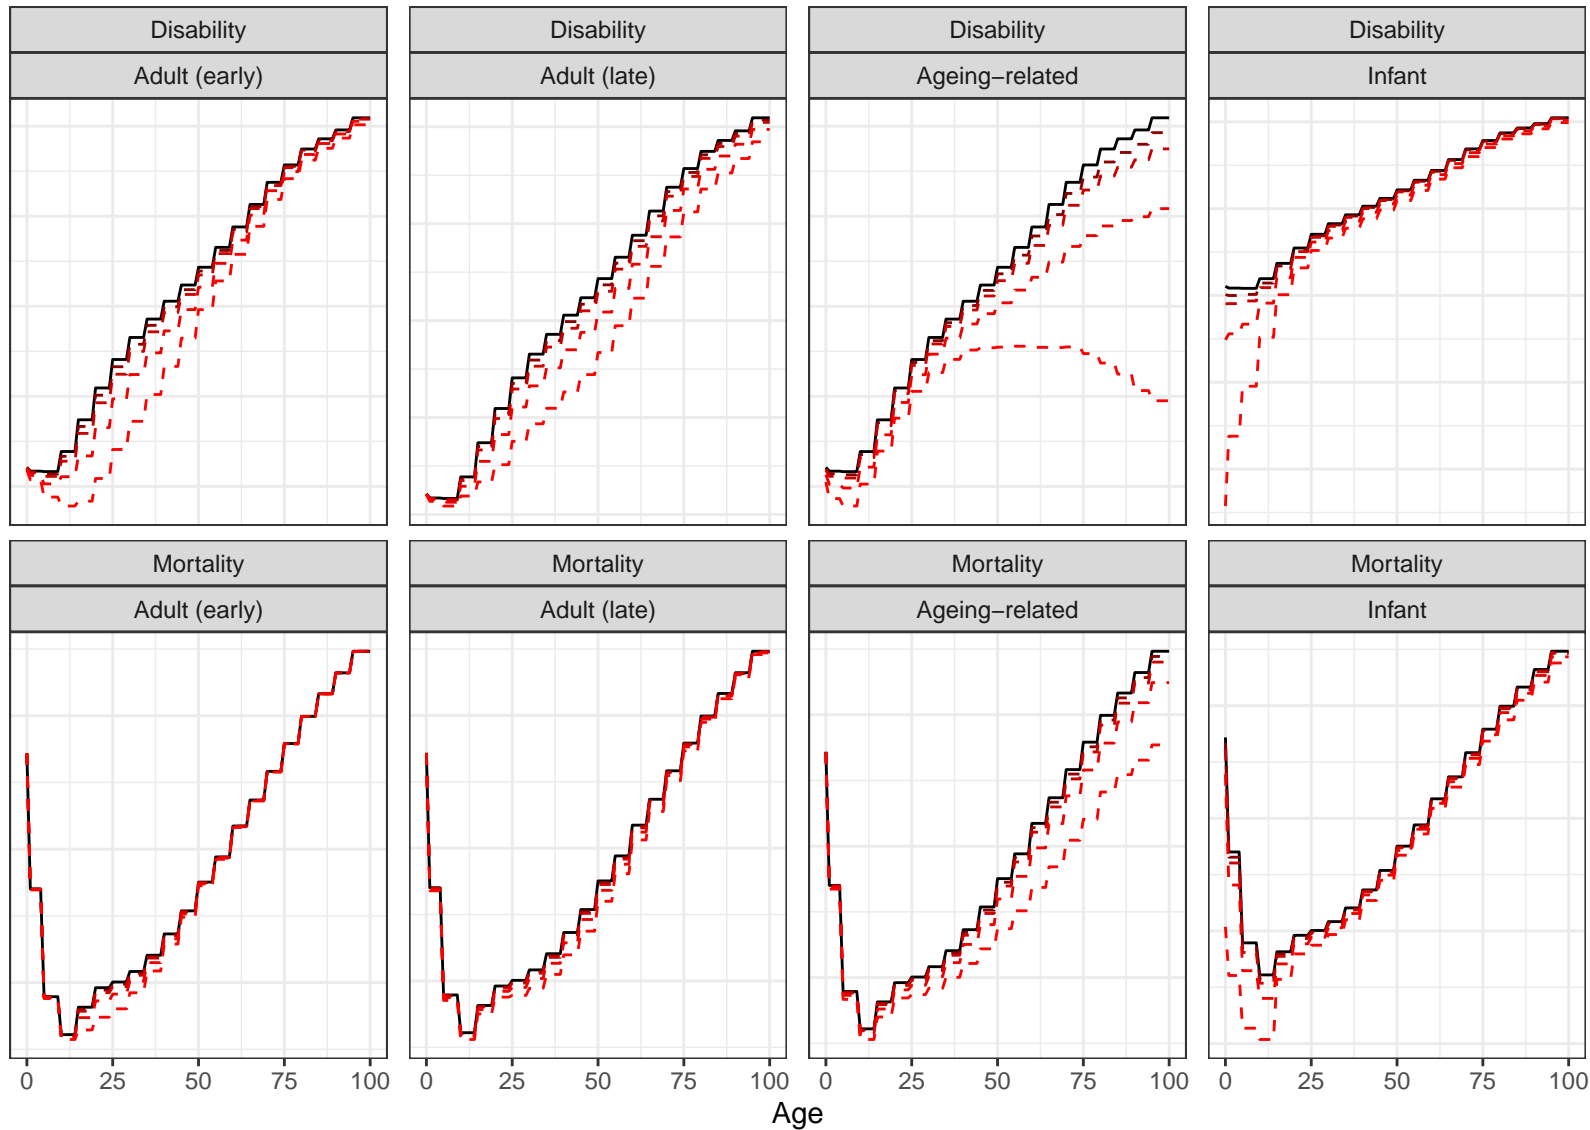 Disability Disability Disability Disability
Adult (early) Adult (late) Ageing−related Infant
Mortality Mortality Mortality Mortality
Adult (early) Adult (late) Ageing−related Infant
0 25 50 75 100 0 25 50 75 100 0 25 50 75 100 0 25 50 75 100
Age